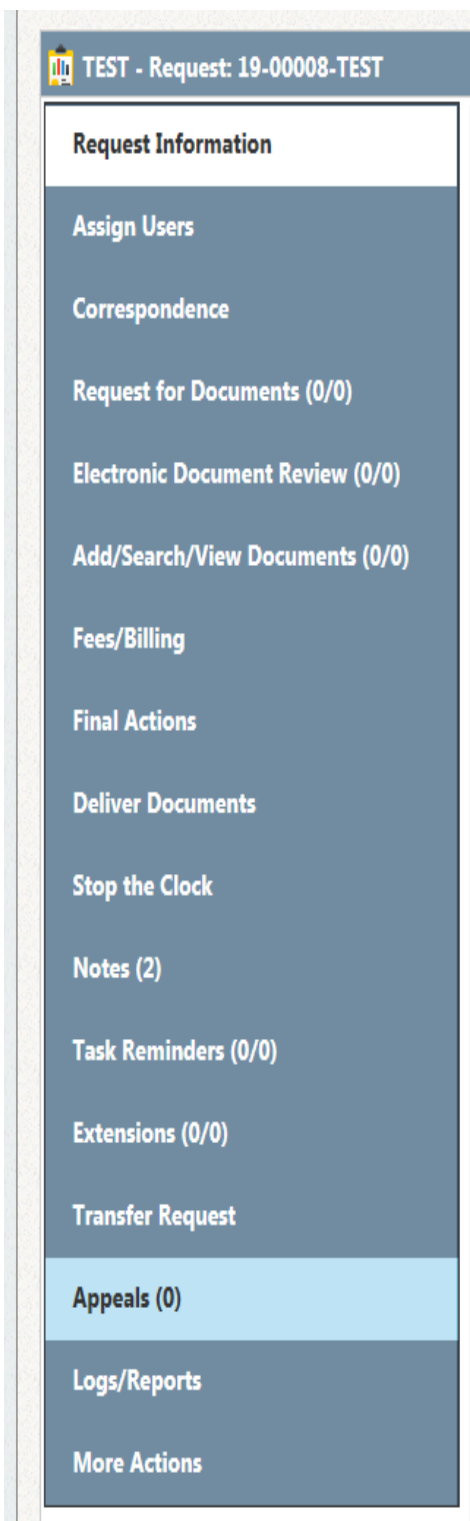 TEST - Request: 19-00008-TEST
Request Information
Assign Users
Correspondence
Request for Documents (0/0)
Electronic Document Review (0/0)
Add/Search/View Documents (0/0)
Fees/Billing
Final Actions
Deliver Documents
Stop the Clock
Notes (2)
Task Reminders (0/0)
Extensions (0/0)
Transfer Request
Appeals (0)
Logs/Reports
More Actions